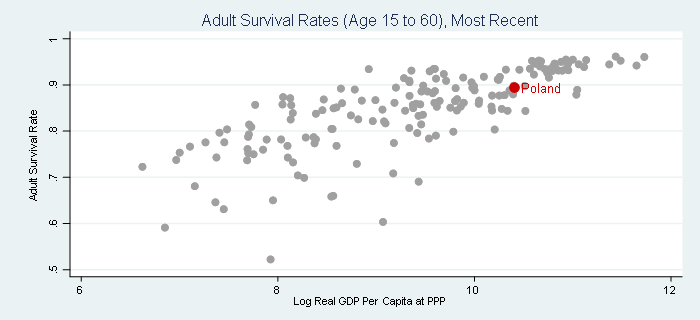 Adult Survival Rates (Age 15 to 60), Most Recent
1
.9
.8
.7
.6
.5
Adult Survival Rate
Poland
6
8
10
12
Log Real GDP Per Capita at PPP